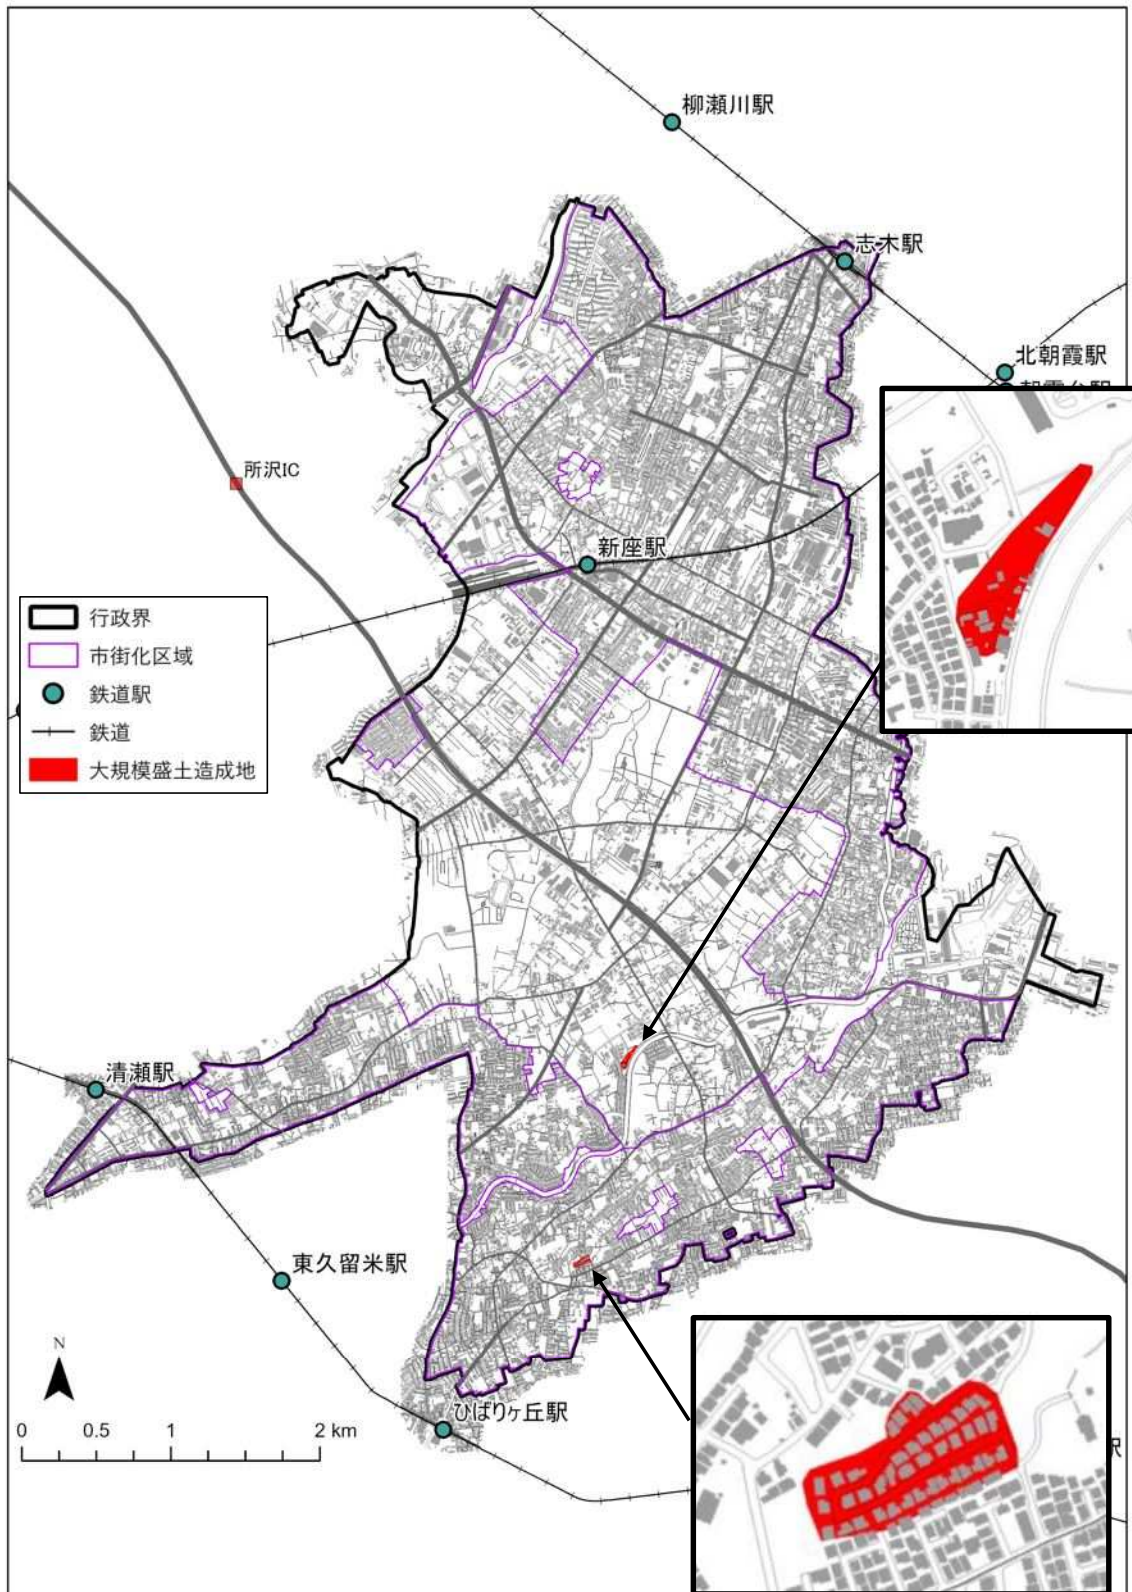 柳瀬川駅
志木駅
北朝霞駅
所沢IC
新座駅
行政界
市街化区域
鉄道駅
鉄道
大規模盛土造成地
清瀬駅
東久留米駅
ひばりヶ丘駅
N
0 0.5 1 2 km
駅